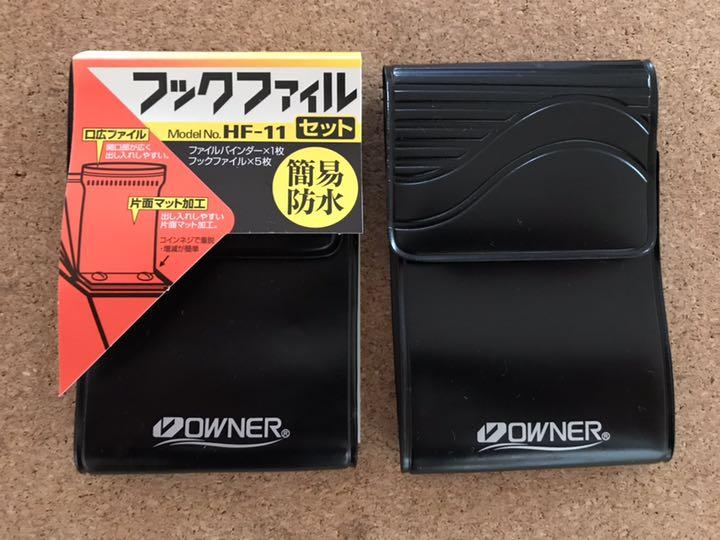 フックファイル
Model No. HF-11 セット
ファイルバインダー×1枚
フックファイル×5枚
簡易
防水
口広ファイル
開口部が広く
出し入れしやすい。
片面マット加工
出し入れしやすい
片面マット加工。
コインネジで着脱
・増減が簡単
OWNER®
OWNER®